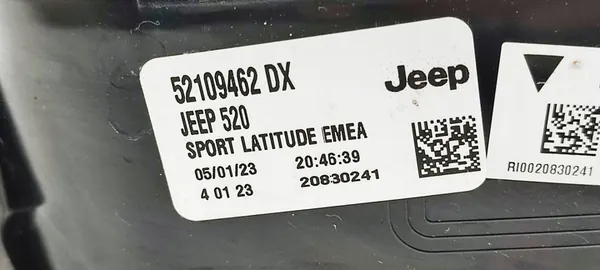 52109462 DX
Jeep
JEEP 520
SPORT LATITUDE EMEA
05/01/23 20:46:39
4 01 23 20830241
RI0020830241